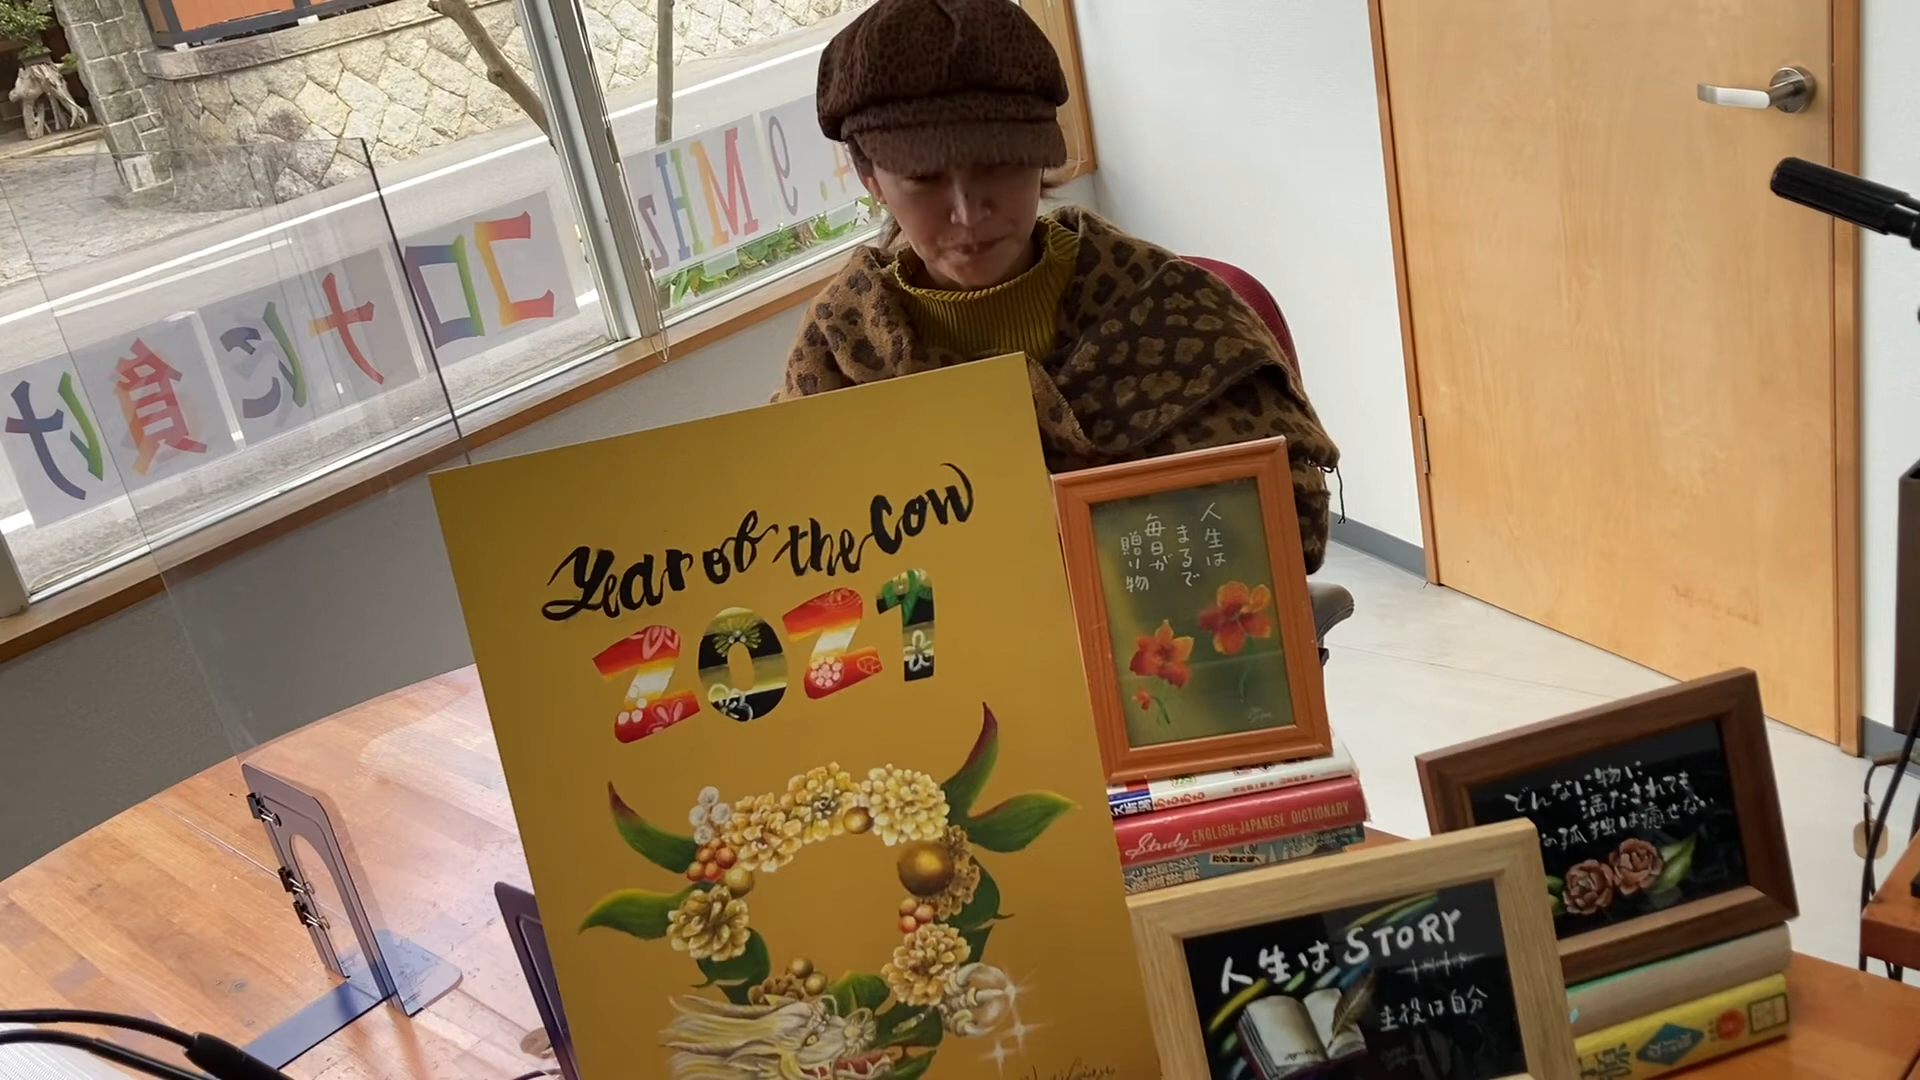 コロナに負け
4.9MHz
Year of the Cow
2021
人生は
まるで
毎日が
贈り物
どんなに物に
満たされても
の孤独は癒せない
Study ENGLISH-JAPANESE DICTIONARY
人生はSTORY
主役は自分